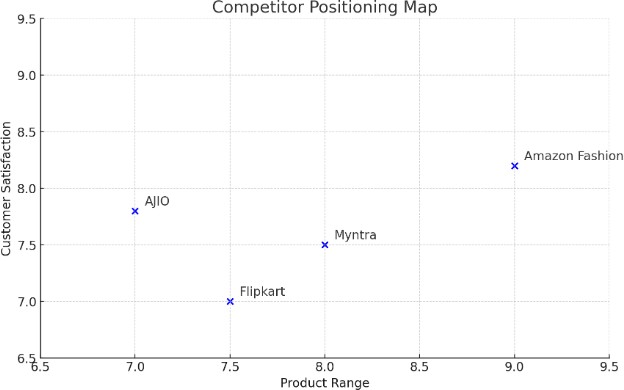 Competitor Positioning Map
9.5
9.0
8.5
8.0
7.5
7.0
6.5
Customer Satisfaction
Amazon Fashion
AJIO
Myntra
Flipkart
6.5 7.0 7.5 8.0 8.5 9.0 9.5
Product Range